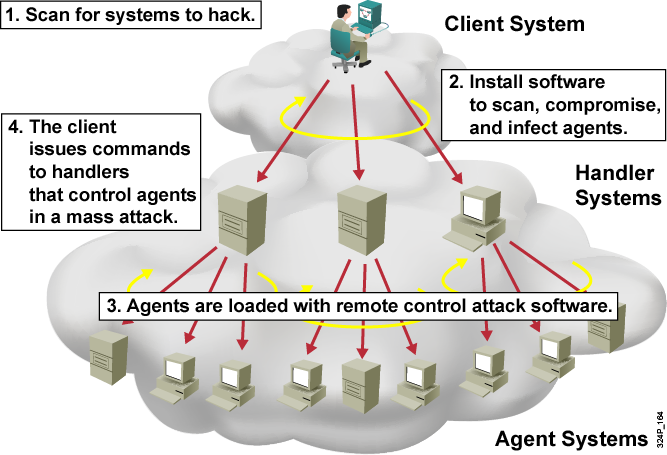 1. Scan for systems to hack.
Client System
2. Install software
to scan, compromise,
and infect agents.
4. The client
issues commands
to handlers
that control agents
in a mass attack.
Handler
Systems
3. Agents are loaded with remote control attack software.
Agent Systems
324P_164